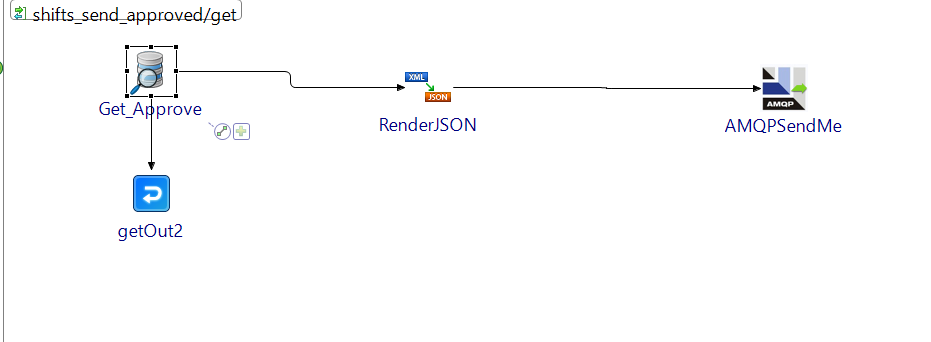 shifts_send_approved/get
Get_Approve
XML
JSON
RenderJSON
AMQP
AMQPSendMe
getOut2